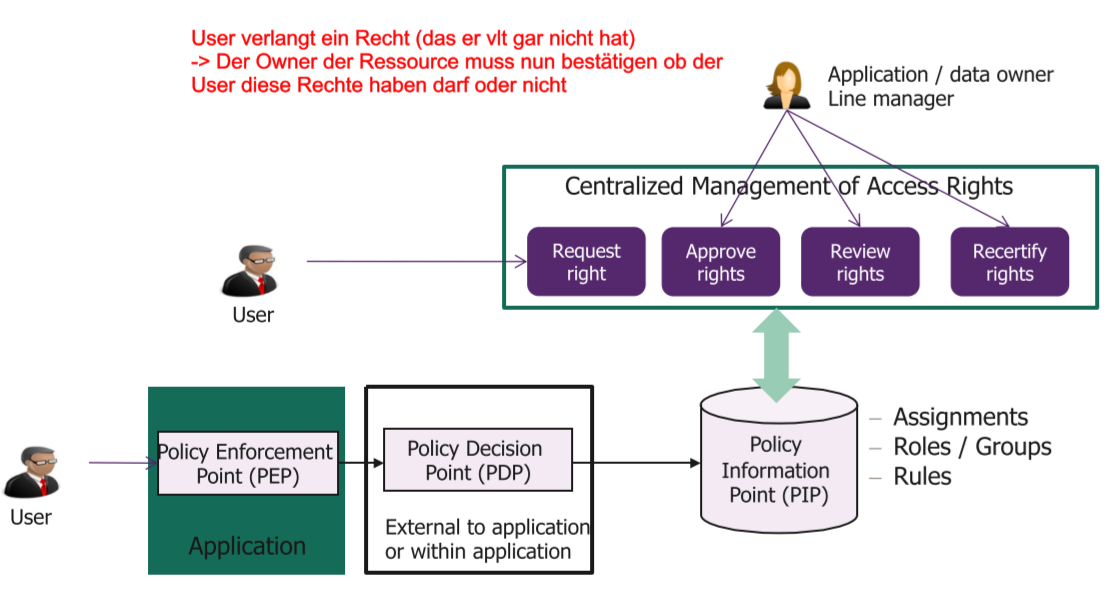 User verlangt ein Recht (das er vlt gar nicht hat)
-> Der Owner der Ressource muss nun bestätigen ob der
User diese Rechte haben darf oder nicht
Application / data owner
Line manager
Centralized Management of Access Rights
Request
right
Approve
rights
Review
rights
Recertify
rights
User
Policy Enforcement
Point (PEP)
Application
Policy Decision
Point (PDP)
External to application
or within application
Policy
Information
Point (PIP)
– Assignments
– Roles / Groups
– Rules
User